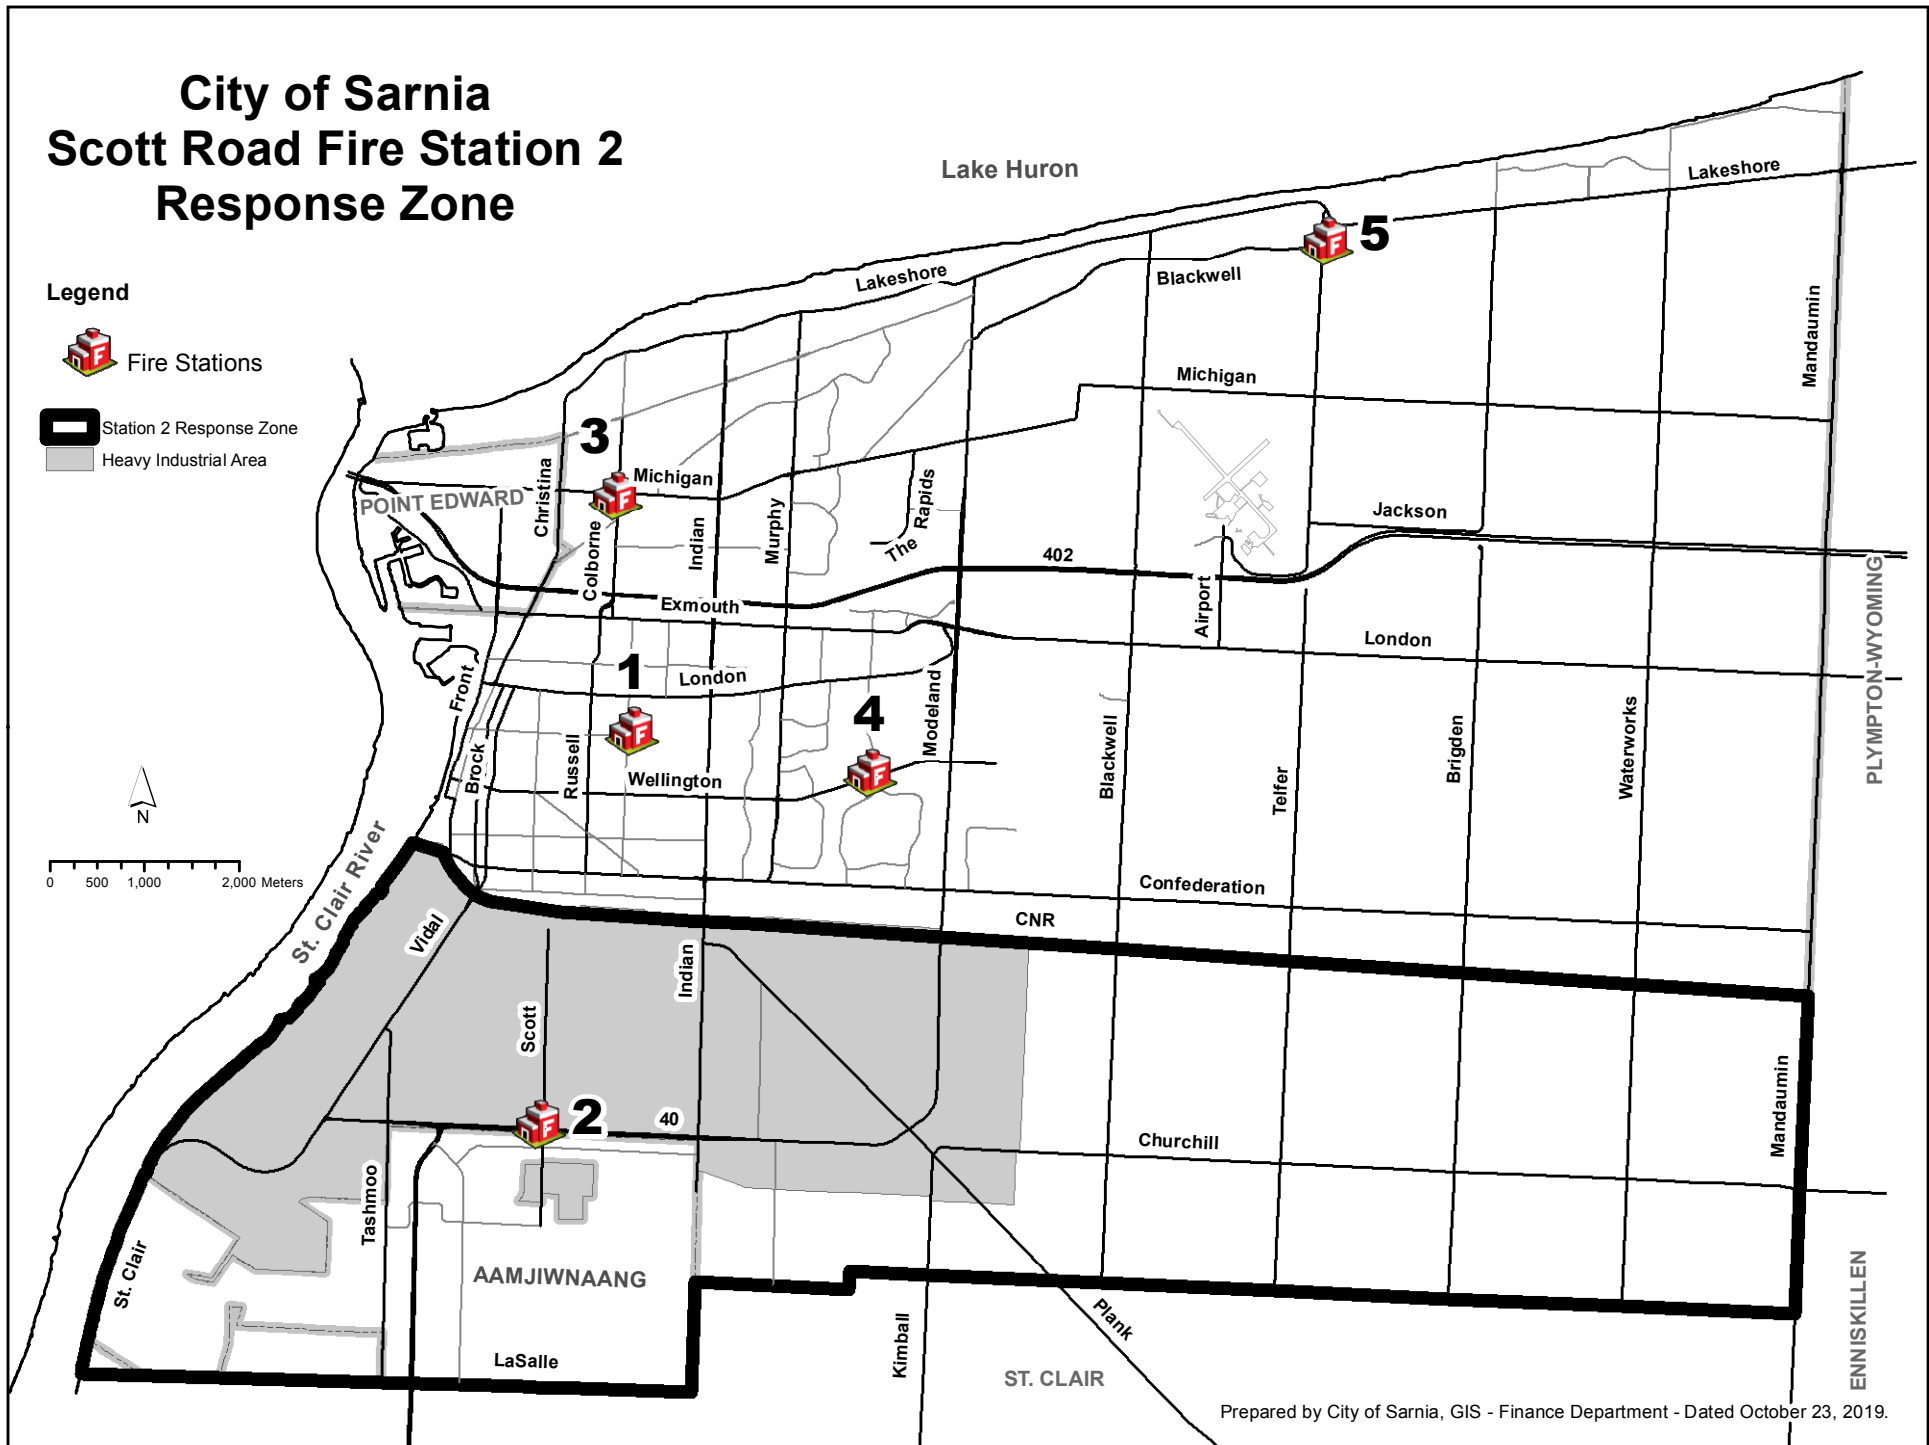 City of Sarnia
Scott Road Fire Station 2
Response Zone
Legend
Fire Stations
Station 2 Response Zone
Heavy Industrial Area
N
0 500 1,000 2,000 Meters
Lake Huron
Lakeshore
Lakeshore
5
Blackwell
Mandaumin
Michigan
3
Michigan
Christina
POINT EDWARD
Colborne
Indian
Murphy
The Rapids
Jackson
402
Exmouth
Airport
London
PLYMPTON-WYOMING
1
London
Front
4
Modeland
Brock
Russell
Wellington
Blackwell
Telfer
Brigden
Waterworks
St. Clair River
Confederation
CNR
Vidal
Indian
Scott
2
40
Churchill
Mandaumin
Tashmoo
St. Clair
AAMJIWNAANG
LaSalle
Kimball
Plank
ST. CLAIR
ENNISKILLEN
Prepared by City of Sarnia, GIS - Finance Department - Dated October 23, 2019.
F
F
F
F
F
F